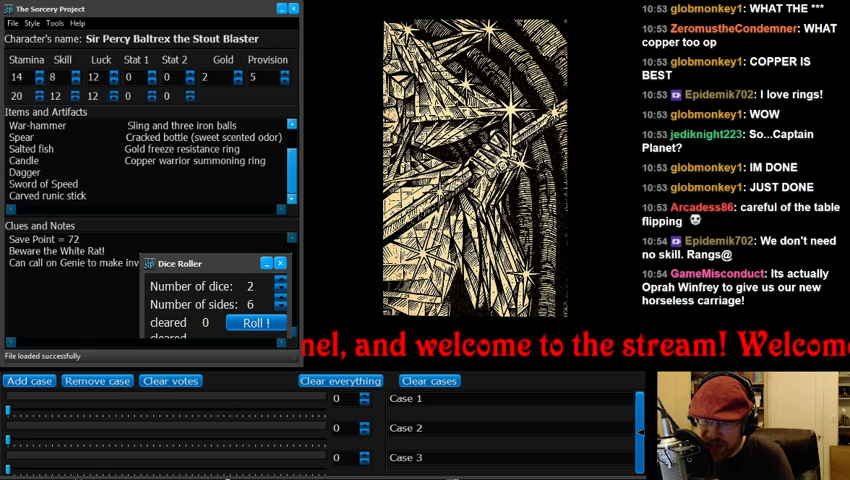 The Sorcery Project
File Style Tools Help
Character's name: Sir Percy Baltrex the Stout Blaster
Stamina Skill Luck Stat 1 Stat 2 Gold Provision
14 8 12 0 0 2 5
20 12 12 0 0
Items and Artifacts
War-hammer Sling and three iron balls
Spear Cracked bottle (sweet scented odor)
Salted fish Gold freeze resistance ring
Candle Copper warrior summoning ring
Dagger
Sword of Speed
Carved runic stick
Clues and Notes
Save Point = 72
Beware the White Rat!
Can call on Genie to make inv
Dice Roller
Number of dice: 2
Number of sides: 6
cleared 0 Roll !
cleared
File loaded successfully
nel, and welcome to the stream! Welcome
Add case Remove case Clear votes Clear everything Clear cases
0 Case 1
0 Case 2
0 Case 3
10:53 globmonkey1: WHAT THE ***
10:53 ZeromustheCondemner: WHAT
copper too op
10:53 globmonkey1: COPPER IS
BEST
10:53 Epidemik702: I love rings!
10:53 globmonkey1: WOW
10:53 jediknight223: So...Captain
Planet?
10:53 globmonkey1: IM DONE
10:53 globmonkey1: JUST DONE
10:53 Arcadess86: careful of the table
flipping
10:54 Epidemik702: We don't need
no skill. Rangs@
10:54 GameMisconduct: Its actually
Oprah Winfrey to give us our new
horseless carriage!